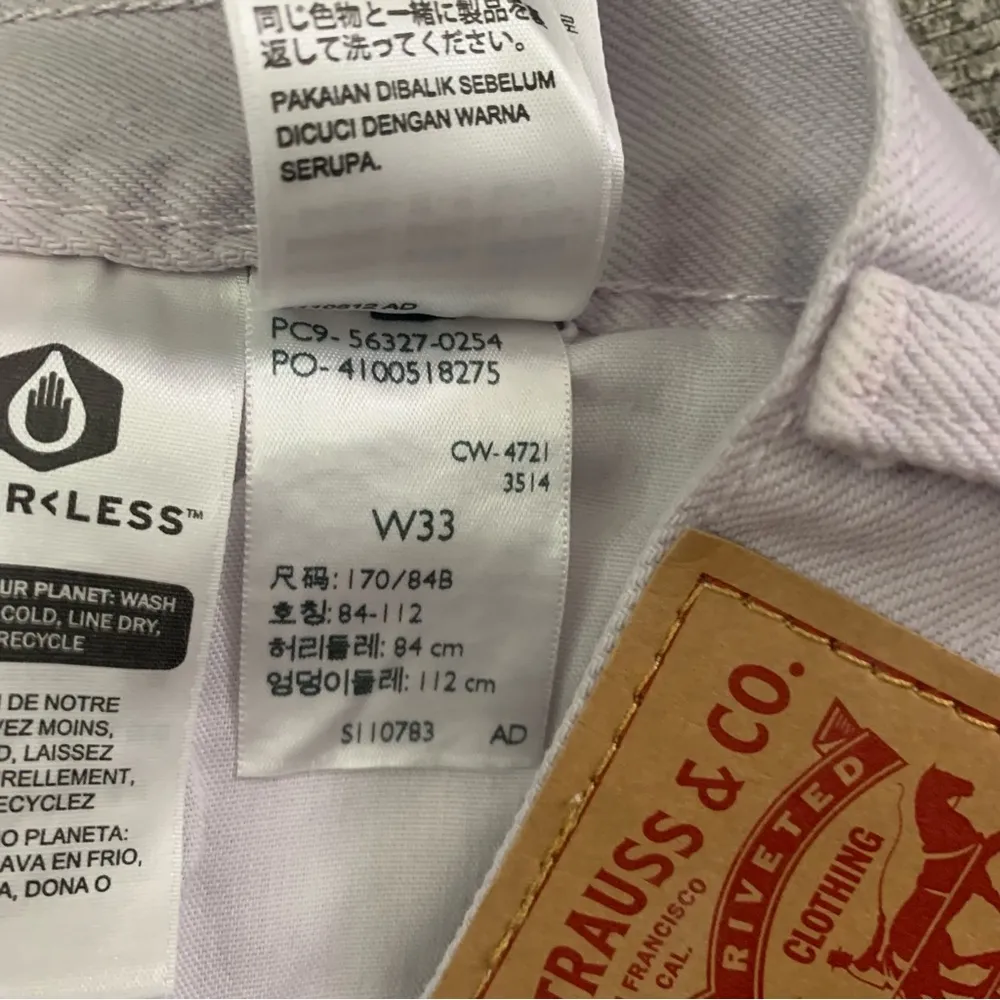 同じ色物と一緒に製品を
返して洗ってください。
PAKAIAN DIBALIK SEBELUM
DICUCI DENGAN WARNA
SERUPA.
AD
PC9- 56327-0254
PO- 4100518275
CW- 4721
3514
W33
尺码: 170/84B
호칭: 84-112
허리둘레: 84 cm
엉덩이둘레: 112 cm
S110783 AD
R<LESS™
UR PLANET: WASH
COLD, LINE DRY,
RECYCLE
DE NOTRE
VEZ MOINS,
D, LAISSEZ
RELLEMENT,
ECYCLEZ
O PLANETA:
AVA EN FRIO,
A, DONA O
TRAUSS & CO.
FRANCISCO
CAL.
RIVETED
CLOTHING